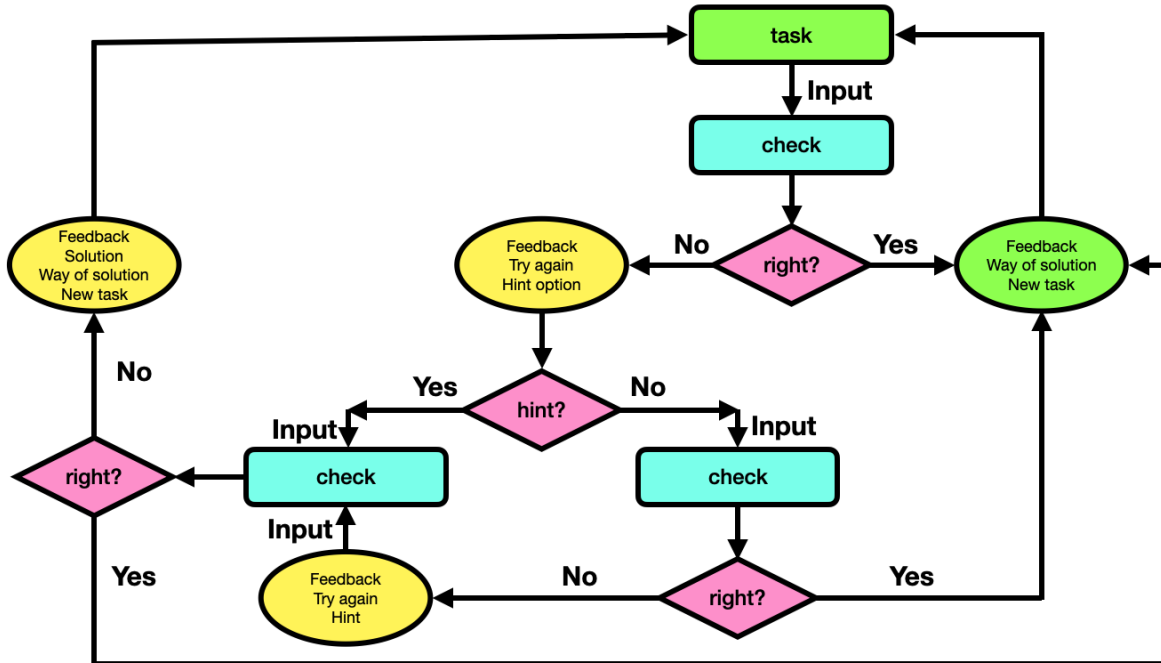 task
Input
check
Feedback
Solution
Way of solution
New task
Feedback
Try again
Hint option
No
right?
Yes
Feedback
Way of solution
New task
No
Yes
hint?
No
Input
Input
right?
check
check
Input
Yes
Feedback
Try again
Hint
No
right?
Yes